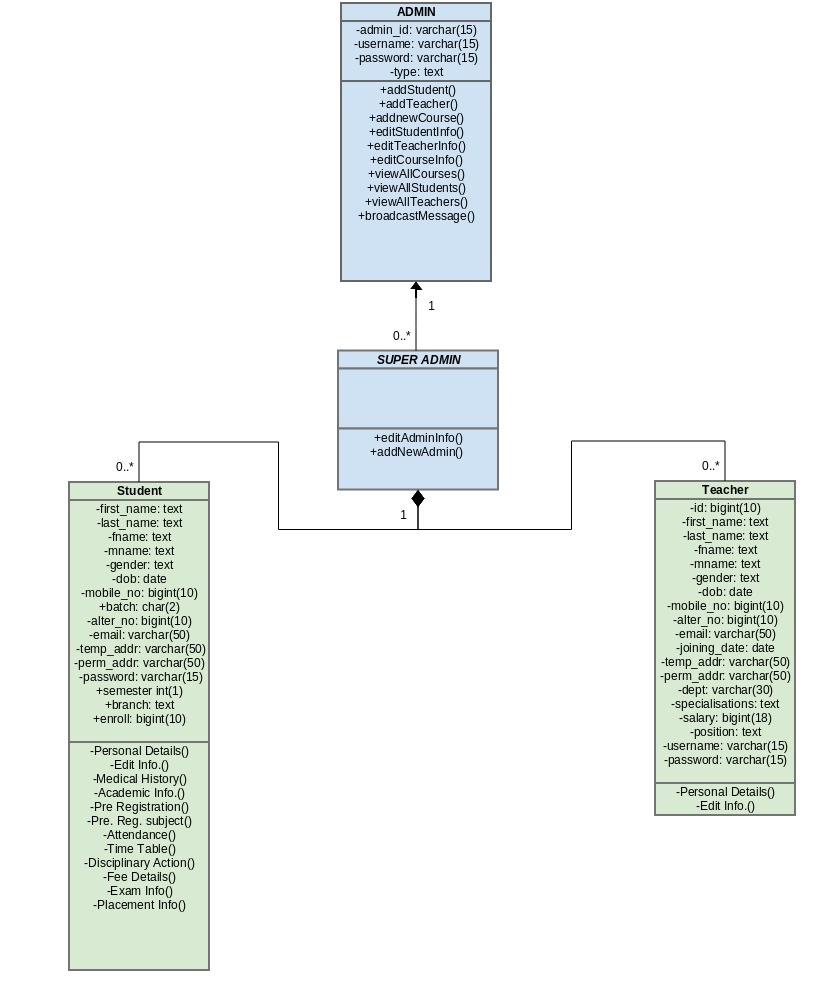 ADMIN
-admin_id: varchar(15)
-username: varchar(15)
-password: varchar(15)
-type: text
+addStudent()
+addTeacher()
+addnewCourse()
+editStudentInfo()
+editTeacherInfo()
+editCourseInfo()
+viewAllCourses()
+viewAllStudents()
+viewAllTeachers()
+broadcastMessage()
1
0..*
SUPER ADMIN
+editAdminInfo()
+addNewAdmin()
1
0..*
Student
-first_name: text
-last_name: text
-fname: text
-mname: text
-gender: text
-dob: date
-mobile_no: bigint(10)
+batch: char(2)
-alter_no: bigint(10)
-email: varchar(50)
-temp_addr: varchar(50)
-perm_addr: varchar(50)
-password: varchar(15)
+semester int(1)
+branch: text
+enroll: bigint(10)
-Personal Details()
-Edit Info.()
-Medical History()
-Academic Info.()
-Pre Registration()
-Pre. Reg. subject()
-Attendance()
-Time Table()
-Disciplinary Action()
-Fee Details()
-Exam Info()
-Placement Info()
0..*
Teacher
-id: bigint(10)
-first_name: text
-last_name: text
-fname: text
-mname: text
-gender: text
-dob: date
-mobile_no: bigint(10)
-alter_no: bigint(10)
-email: varchar(50)
-joining_date: date
-temp_addr: varchar(50)
-perm_addr: varchar(50)
-dept: varchar(30)
-specialisations: text
-salary: bigint(18)
-position: text
-username: varchar(15)
-password: varchar(15)
-Personal Details()
-Edit Info.()